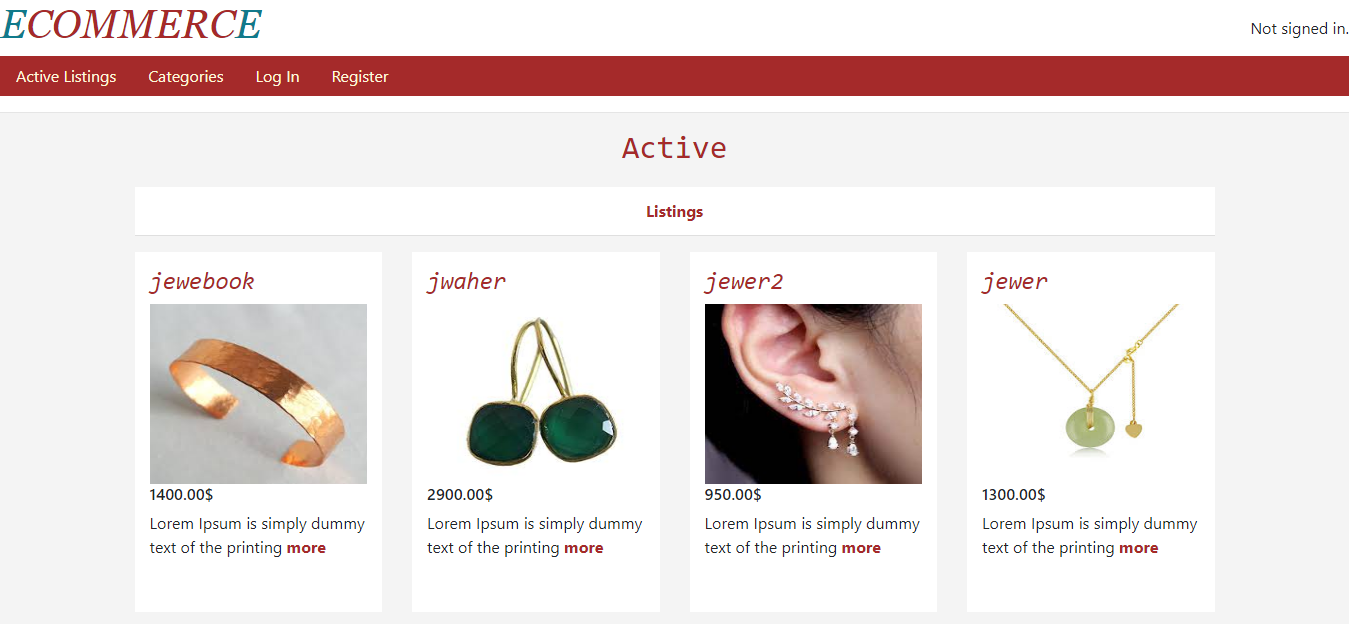 ECOMMERCE
Not signed in.
Active Listings Categories Log In Register
Active
Listings
jewebook
1400.00$
Lorem Ipsum is simply dummy
text of the printing more
jwaher
2900.00$
Lorem Ipsum is simply dummy
text of the printing more
jewer2
950.00$
Lorem Ipsum is simply dummy
text of the printing more
jewer
1300.00$
Lorem Ipsum is simply dummy
text of the printing more